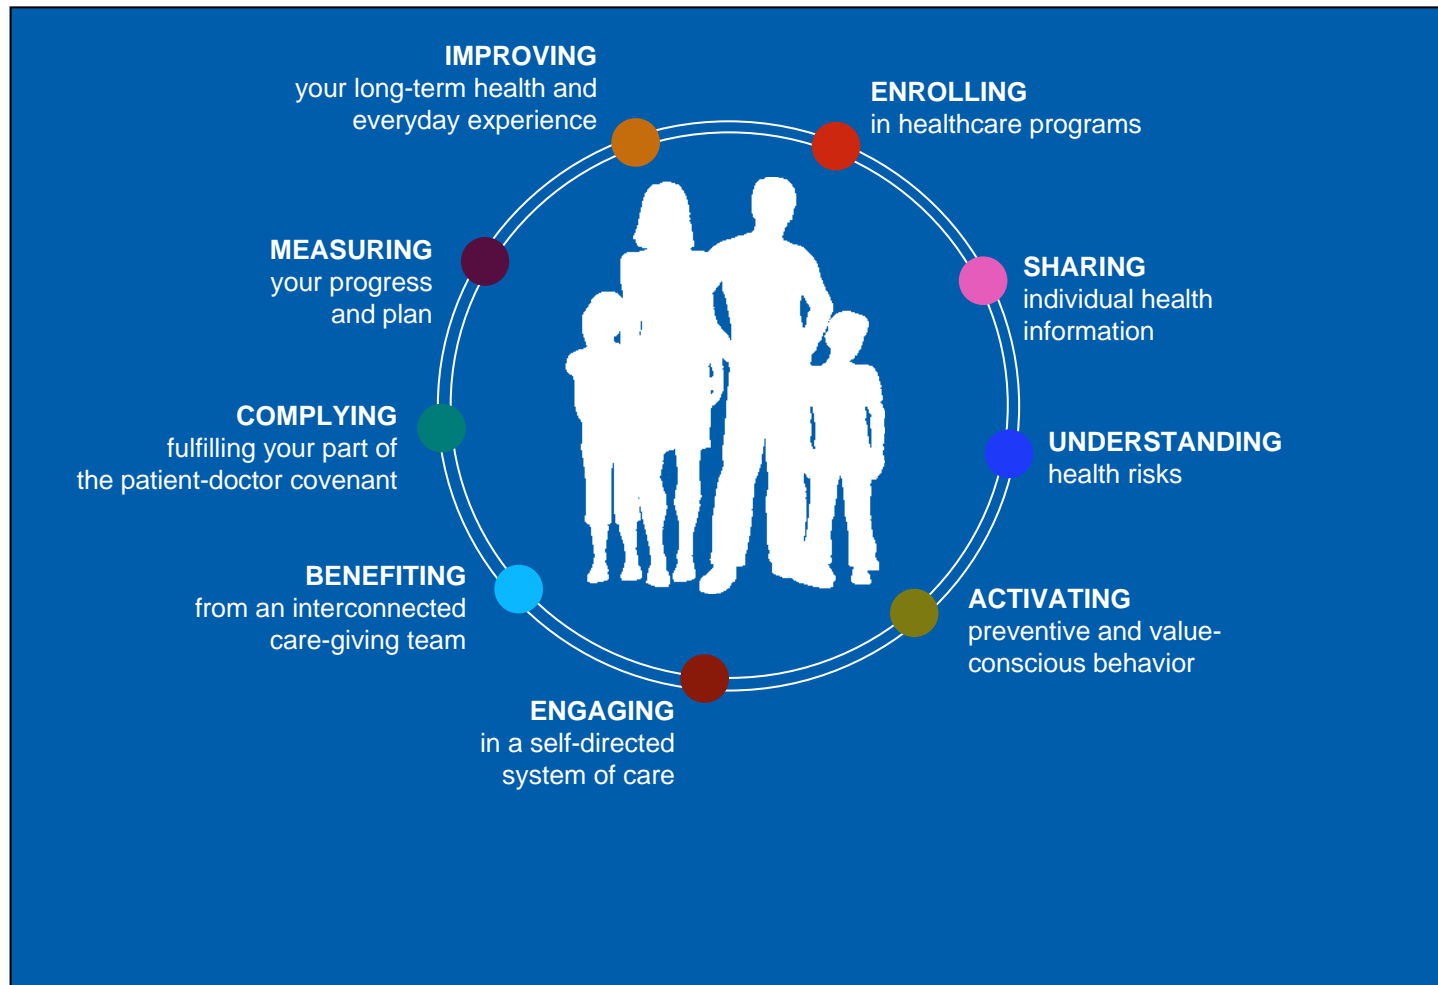 IMPROVING
your long-term health and
everyday experience
ENROLLING
in healthcare programs
SHARING
individual health
information
UNDERSTANDING
health risks
ACTIVATING
preventive and value-
conscious behavior
ENGAGING
in a self-directed
system of care
BENEFITING
from an interconnected
care-giving team
COMPLYING
fulfilling your part of
the patient-doctor covenant
MEASURING
your progress
and plan